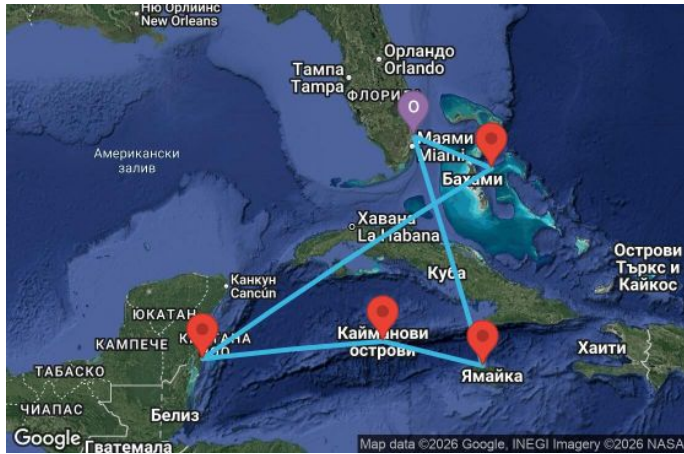 Ню Орлийнс
New Orleans
Орландо
Orlando
Тампа
Tampa
ФЛОРИДА
O
Маями
Miami
Американски
залив
Бахами
Хавана
La Habana
Канкун
Cancún
Куба
Острови
Търкс и
Кайкос
ЮКАТАН
КАМПЕЧЕ
Кайманови
острови
Хаити
ТАБАСКО
Ямайка
ЧИАПАС
Белиз
Google
Гватемала
Map data ©2026 Google, INEGI Imagery ©2026 NASA